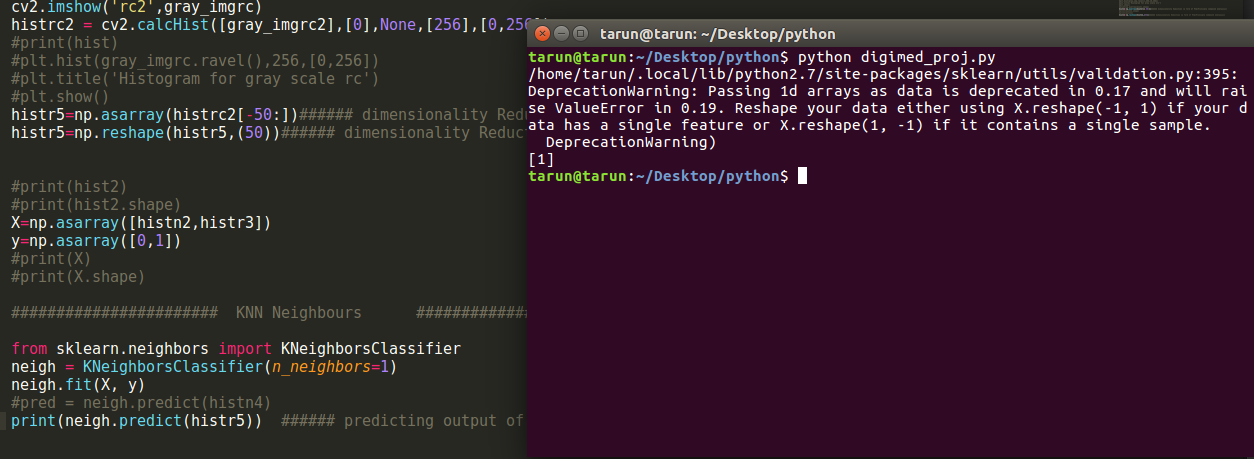 cv2.imshow('rc2',gray_imgrc)
histrc2 = cv2.calcHist([gray_imgrc2],[0],None,[256],[0,256])
#print(hist)
#plt.hist(gray_imgrc.ravel(),256,[0,256])
#plt.title('Histogram for gray scale rc')
#plt.show()
histr5=np.asarray(histrc2[-50:])###### dimensionality Red
histr5=np.reshape(histr5,(50))###### dimensionality Reduc
#print(hist2)
#print(hist2.shape)
X=np.asarray([histn2,histr3])
y=np.asarray([0,1])
#print(X)
#print(X.shape)
####################### KNN Neighbours #############
from sklearn.neighbors import KNeighborsClassifier
neigh = KNeighborsClassifier(n_neighbors=1)
neigh.fit(X, y)
#pred = neigh.predict(histn4)
print(neigh.predict(histr5)) ###### predicting output of
tarun@tarun: ~/Desktop/python
tarun@tarun:~/Desktop/python$ python digimed_proj.py
/home/tarun/.local/lib/python2.7/site-packages/sklearn/utils/validation.py:395:
DeprecationWarning: Passing 1d arrays as data is deprecated in 0.17 and will rai
se ValueError in 0.19. Reshape your data either using X.reshape(-1, 1) if your d
ata has a single feature or X.reshape(1, -1) if it contains a single sample.
DeprecationWarning)
[1]
tarun@tarun:~/Desktop/python$